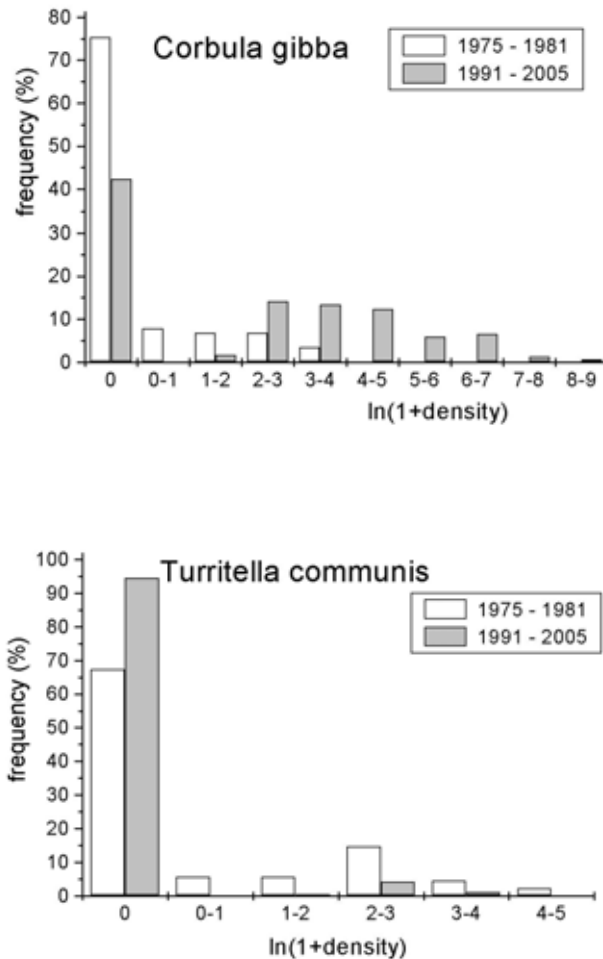 Corbula gibba
1975 - 1981
1991 - 2005
frequency (%)
80
70
60
50
40
30
20
10
0
0 0-1 1-2 2-3 3-4 4-5 5-6 6-7 7-8 8-9
ln(1+density)
Turritella communis
1975 - 1981
1991 - 2005
frequency (%)
100
90
80
70
60
50
40
30
20
10
0
0 0-1 1-2 2-3 3-4 4-5
ln(1+density)